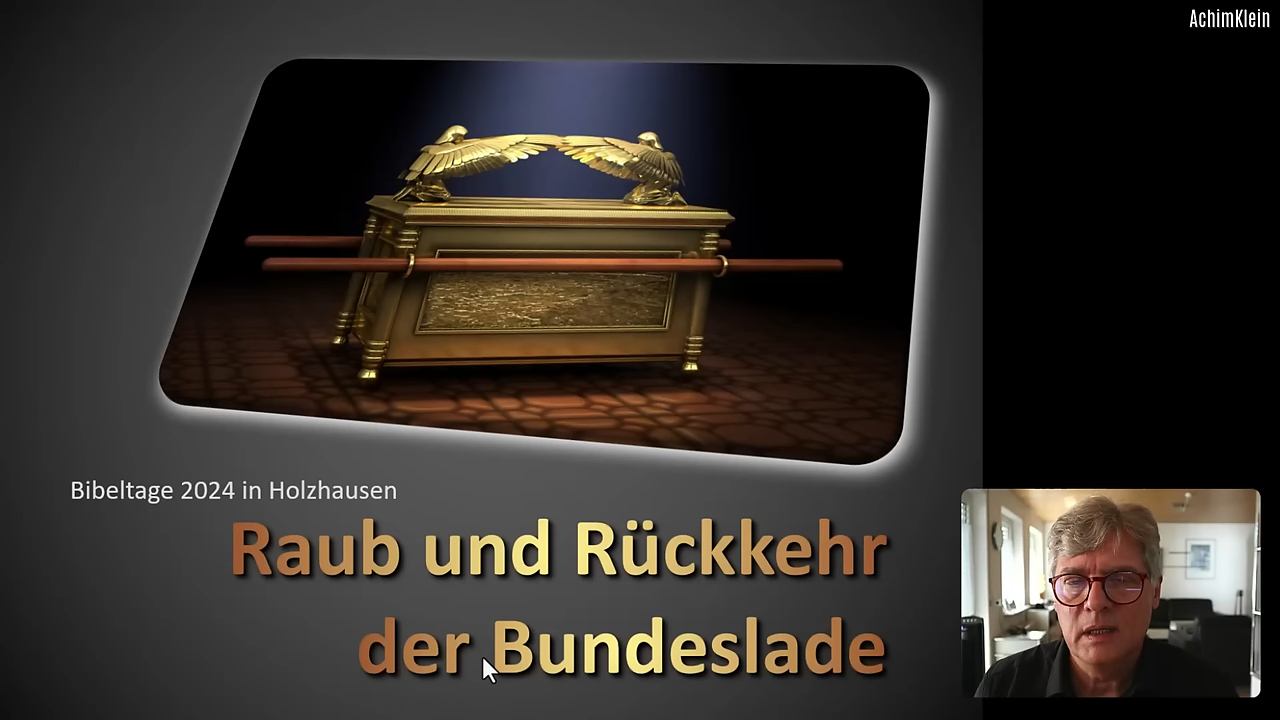 AchimKlein
Bibeltage 2024 in Holzhausen
Raub und Rückkehr
der Bundeslade